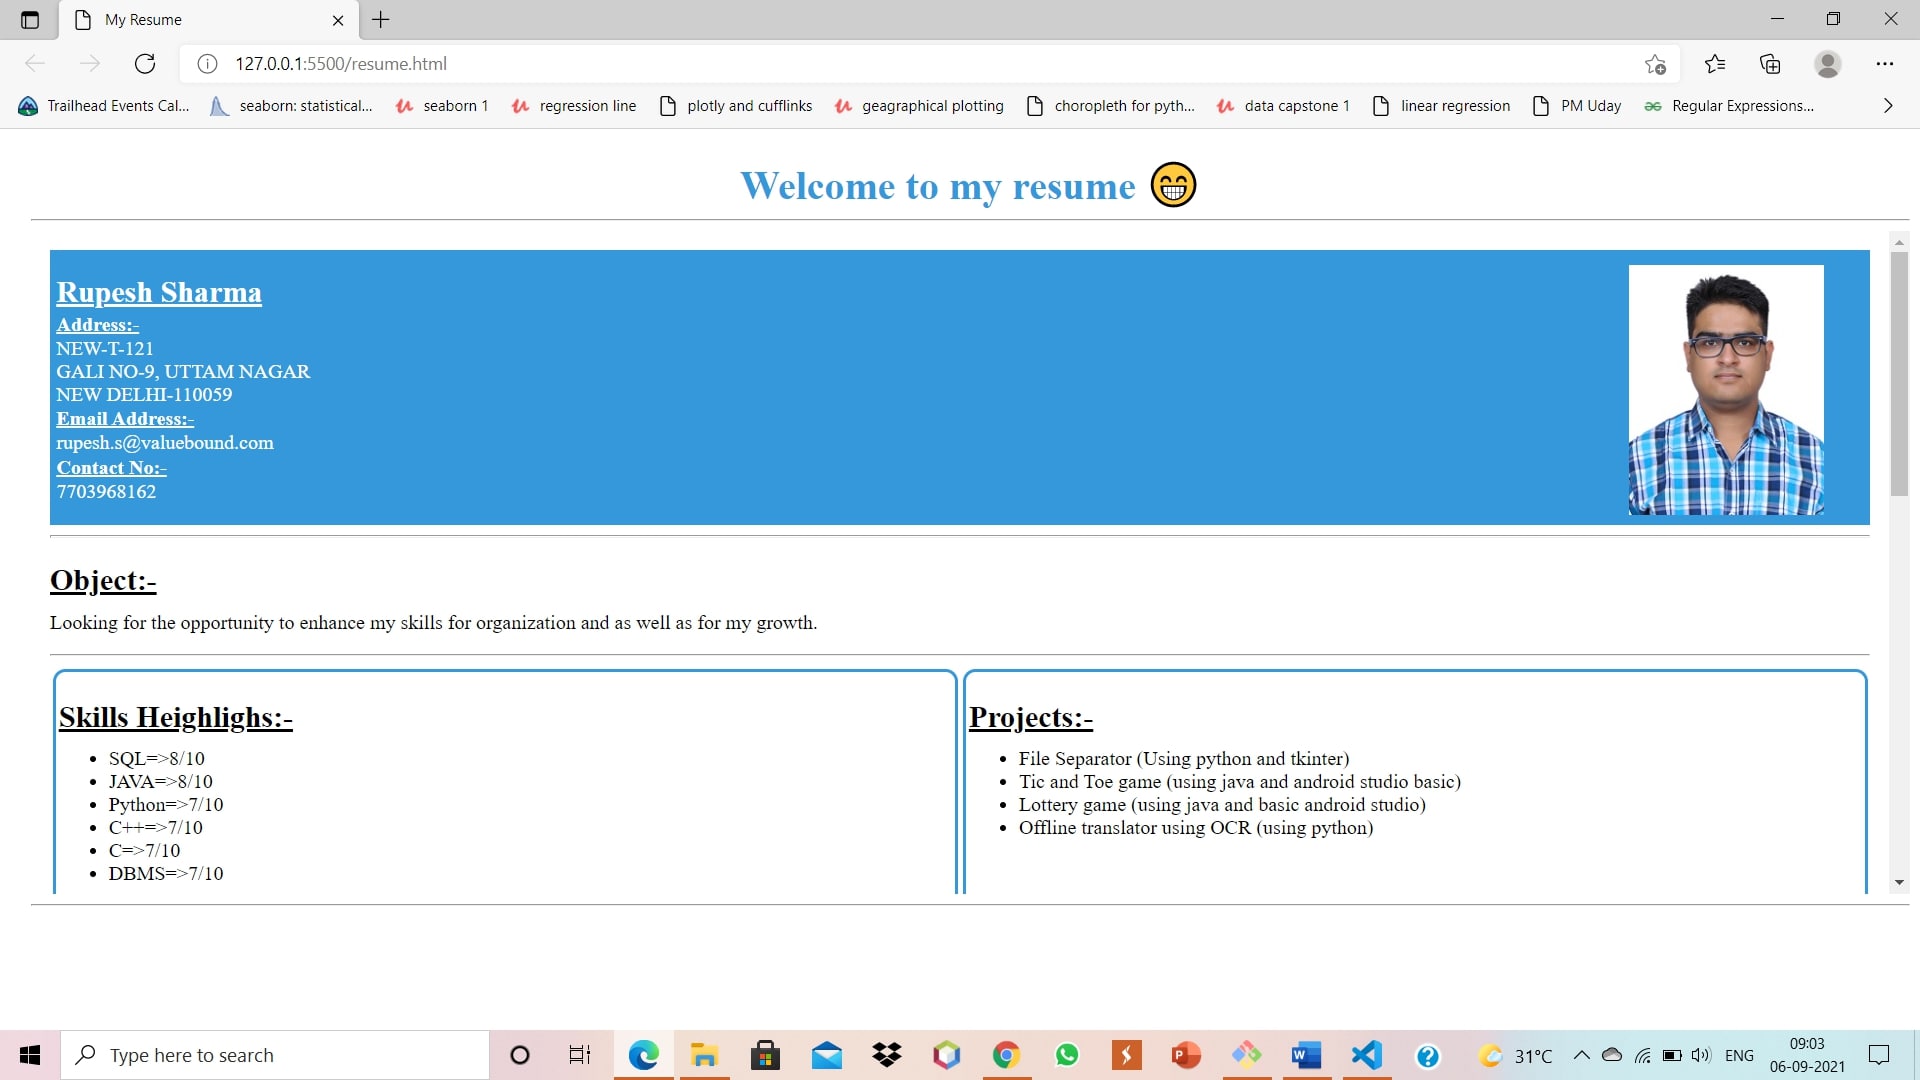 My Resume
127.0.0.1:5500/resume.html
Trailhead Events Cal... seaborn: statistical... seaborn 1 regression line plotly and cufflinks geagraphical plotting choropleth for pyth... data capstone 1 linear regression PM Uday Regular Expressions...
Welcome to my resume 😁
Rupesh Sharma
Address:-
NEW-T-121
GALI NO-9, UTTAM NAGAR
NEW DELHI-110059
Email Address:-
rupesh.s@valuebound.com
Contact No:-
7703968162
Object:-
Looking for the opportunity to enhance my skills for organization and as well as for my growth.
Skills Heighlighs:-
• SQL=>8/10
• JAVA=>8/10
• Python=>7/10
• C++=>7/10
• C=>7/10
• DBMS=>7/10
Projects:-
• File Separator (Using python and tkinter)
• Tic and Toe game (using java and android studio basic)
• Lottery game (using java and basic android studio)
• Offline translator using OCR (using python)
Type here to search
31°C
ENG
09:03
06-09-2021